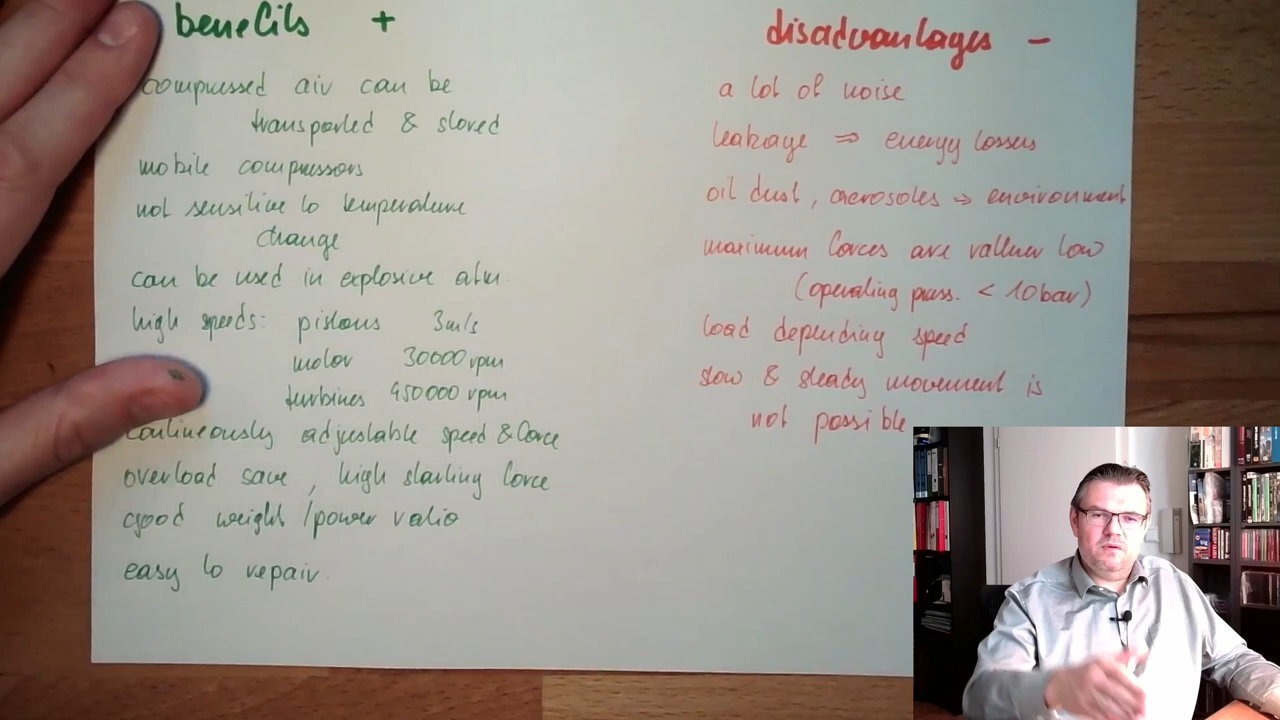 benefits +
compressed air can be
transported & stored
mobile compressors
not sensitive to temperature
change
can be used in explosive atm.
high speeds: pistons 3m/s
motor 30000 rpm
turbines 450000 rpm
continueously adjustable speed & force
overload save, high starting force
good weight / power ratio
easy to repair
disadvantages -
a lot of noise
leakage ⇒ energy losses
oil dust, aerosoles → environment
maximum forces are rather low
(operating press. < 10 bar)
load depending speed
slow & steady movement is
not possible